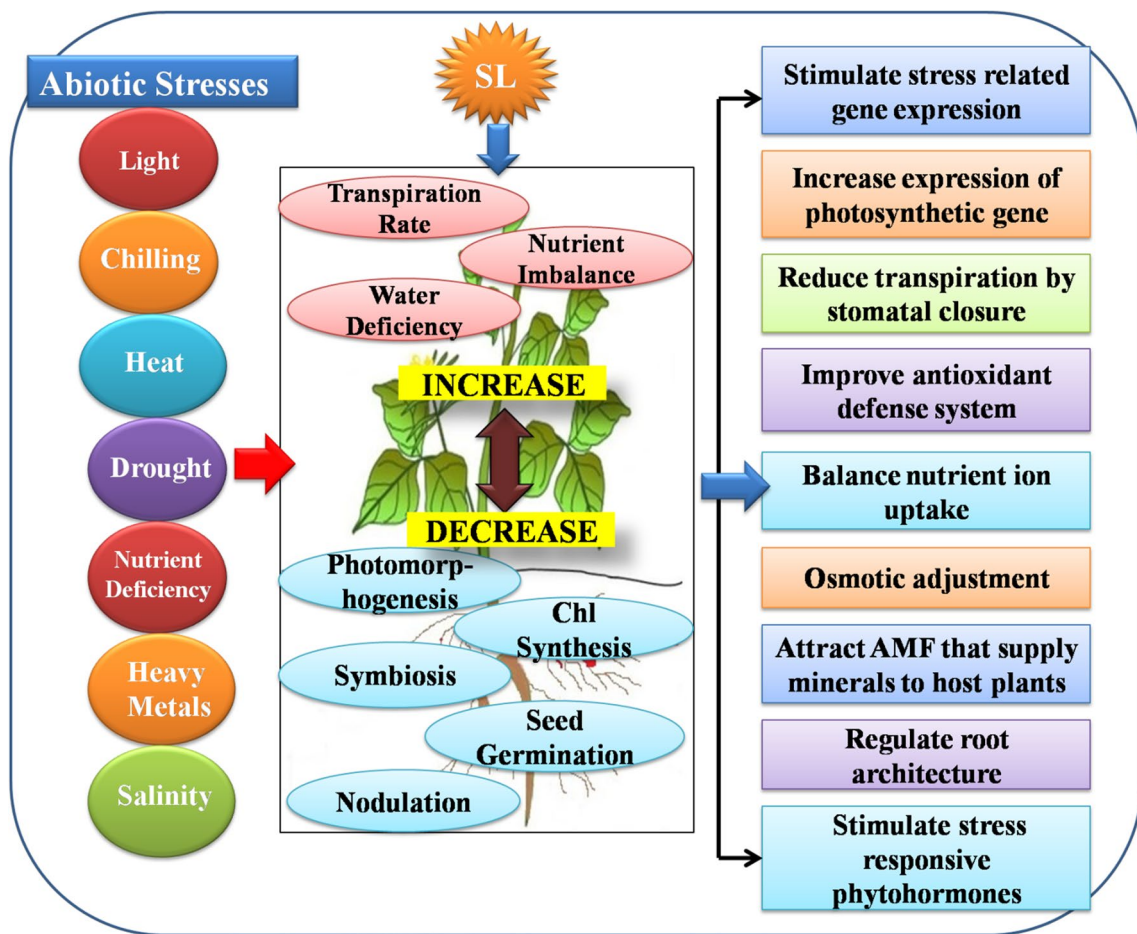 Abiotic Stresses
Light
Chilling
Heat
Drought
Nutrient
Deficiency
Heavy
Metals
Salinity
SL
Transpiration
Rate
Nutrient
Imbalance
Water
Deficiency
INCREASE
DECREASE
Photomorp-
hogenesis
Chl
Synthesis
Symbiosis
Seed
Germination
Nodulation
Stimulate stress related
gene expression
Increase expression of
photosynthetic gene
Reduce transpiration by
stomatal closure
Improve antioxidant
defense system
Balance nutrient ion
uptake
Osmotic adjustment
Attract AMF that supply
minerals to host plants
Regulate root
architecture
Stimulate stress
responsive
phytohormones